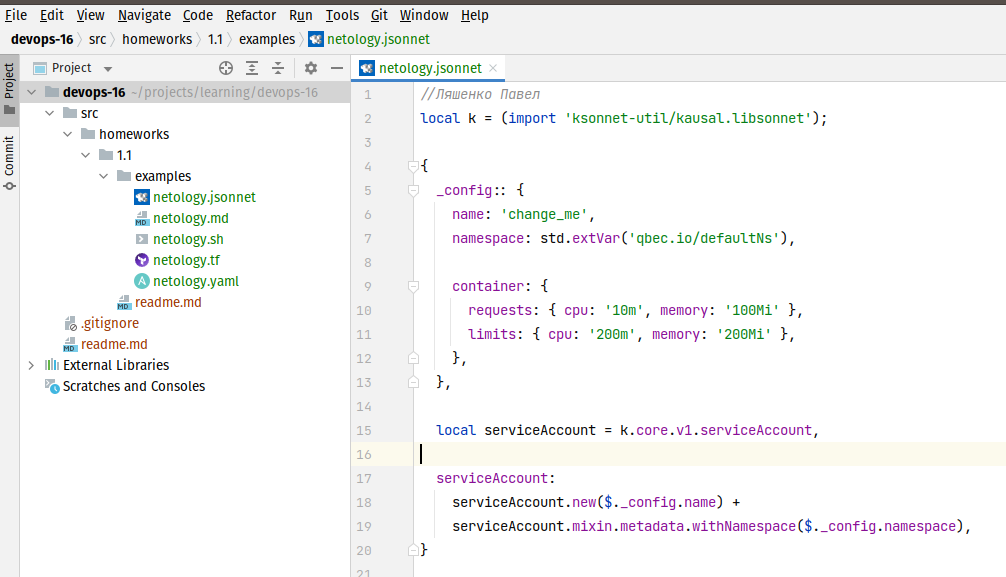 File Edit View Navigate Code Refactor Run Tools Git Window Help
devops-16 src homeworks 1.1 examples netology.jsonnet
Project
Commit
Project
devops-16 ~/projects/learning/devops-16
src
homeworks
1.1
examples
netology.jsonnet
netology.md
netology.sh
netology.tf
netology.yaml
readme.md
.gitignore
readme.md
External Libraries
Scratches and Consoles
netology.jsonnet
1 //Ляшенко Павел
2 local k = (import 'ksonnet-util/kausal.libsonnet');
3
4 {
5 _config:: {
6 name: 'change_me',
7 namespace: std.extVar('qbec.io/defaultNs'),
8
9 container: {
10 requests: { cpu: '10m', memory: '100Mi' },
11 limits: { cpu: '200m', memory: '200Mi' },
12 },
13 },
14
15 local serviceAccount = k.core.v1.serviceAccount,
16
17 serviceAccount:
18 serviceAccount.new($._config.name) +
19 serviceAccount.mixin.metadata.withNamespace($._config.namespace),
20 }
21